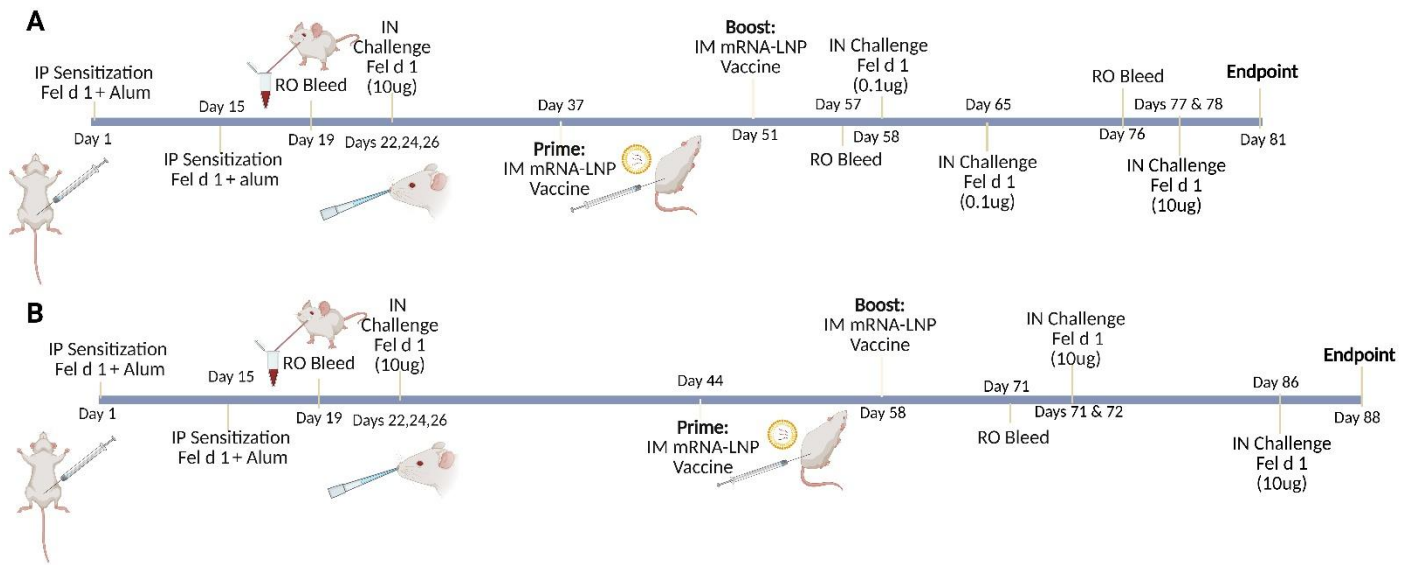 A
IP Sensitization
Fel d 1 + Alum
Day 1
Day 15
IP Sensitization
Fel d 1 + alum
RO Bleed
Day 19
IN
Challenge
Fel d 1
(10ug)
Days 22,24,26
Day 37
Prime:
IM mRNA-LNP
Vaccine
Boost:
IM mRNA-LNP
Vaccine
Day 51
Day 57
RO Bleed
IN Challenge
Fel d 1
(0.1ug)
Day 58
Day 65
IN Challenge
Fel d 1
(0.1ug)
RO Bleed
Day 76
Days 77 & 78
IN Challenge
Fel d 1
(10ug)
Endpoint
Day 81
B
IP Sensitization
Fel d 1 + Alum
Day 1
Day 15
IP Sensitization
Fel d 1 + Alum
RO Bleed
Day 19
IN
Challenge
Fel d 1
(10ug)
Days 22,24,26
Day 44
Prime:
IM mRNA-LNP
Vaccine
Boost:
IM mRNA-LNP
Vaccine
Day 58
Day 71
RO Bleed
IN Challenge
Fel d 1
(10ug)
Days 71 & 72
Day 86
IN Challenge
Fel d 1
(10ug)
Endpoint
Day 88